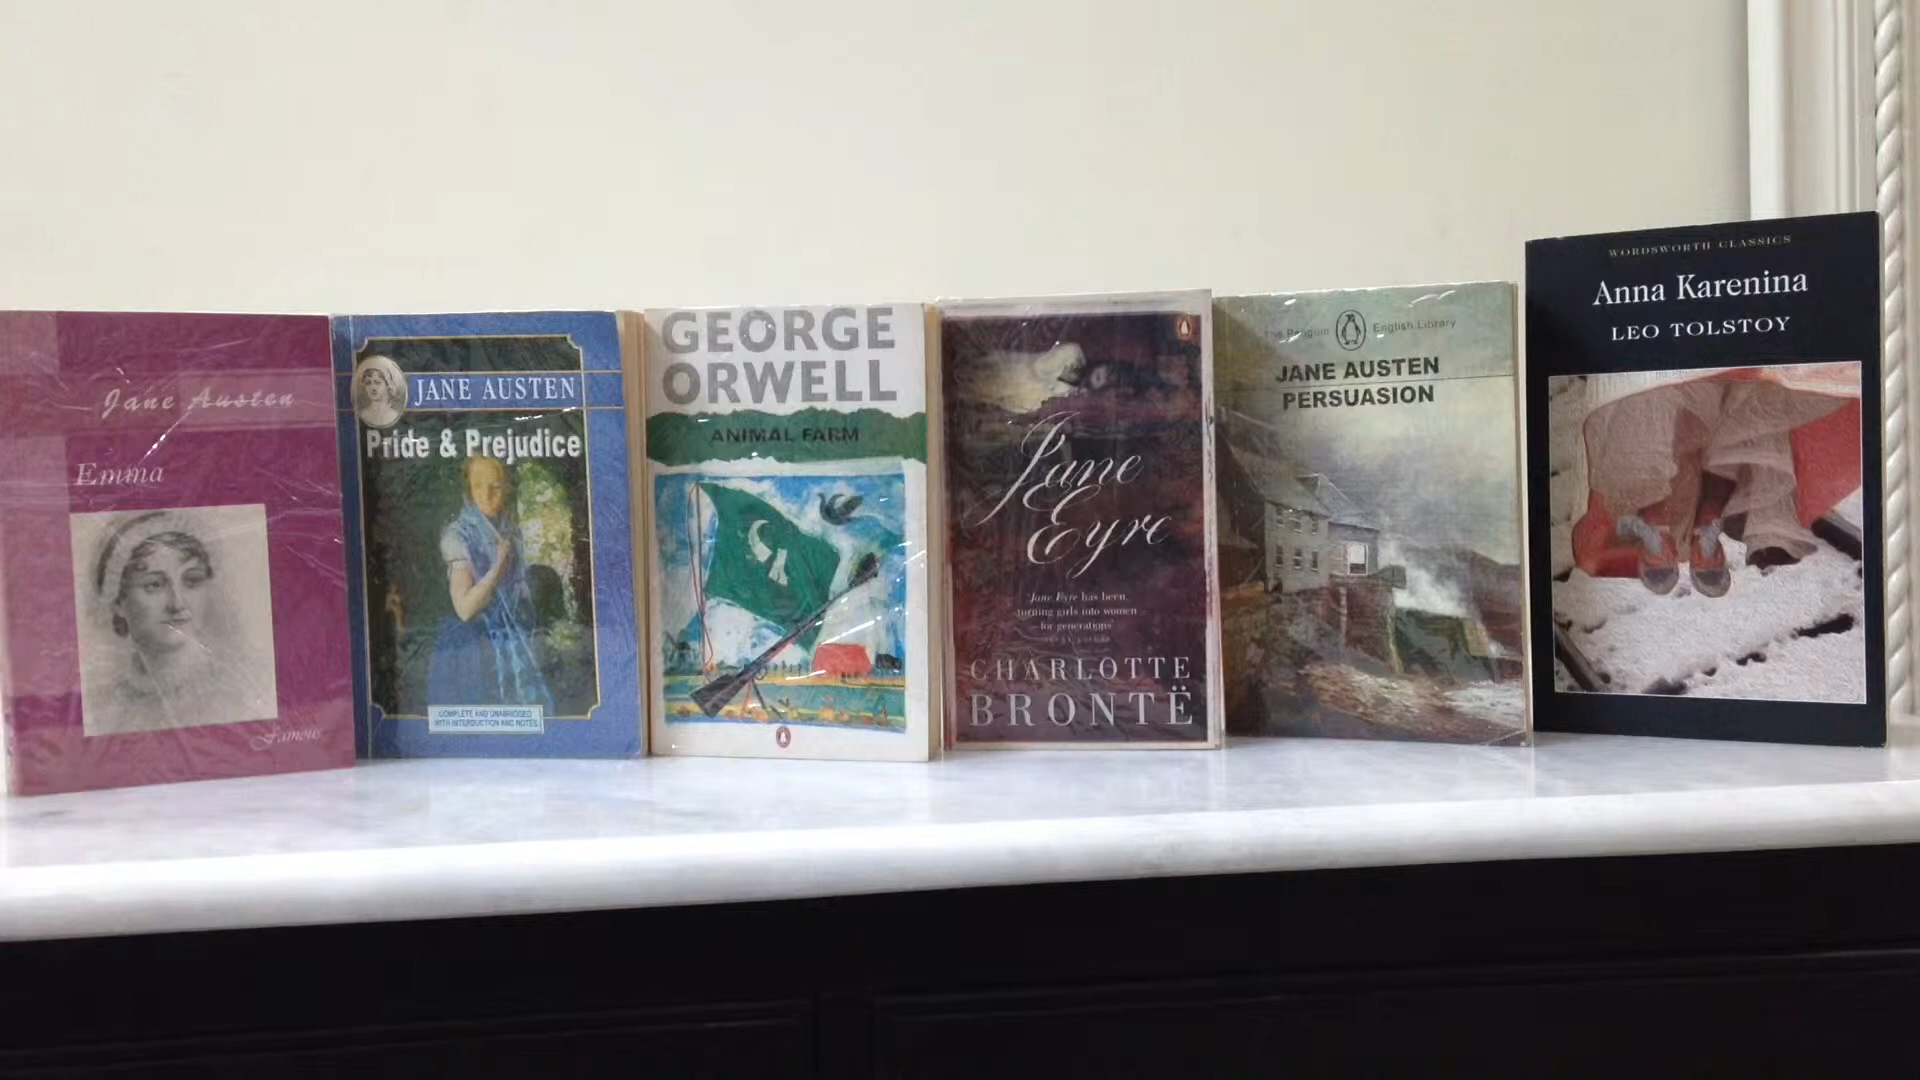 Jane Austen
Emma
Famous
JANE AUSTEN
Pride & Prejudice
COMPLETE AND UNABRIDGED
WITH INTERDUCTION AND NOTES
GEORGE
ORWELL
ANIMAL FARM
Jane
Eyre
'Jane Eyre has been
turning girls into women
for generations'
CHARLOTTE
BRONTË
The Penguin English Library
JANE AUSTEN
PERSUASION
WORDSWORTH CLASSICS
Anna Karenina
LEO TOLSTOY